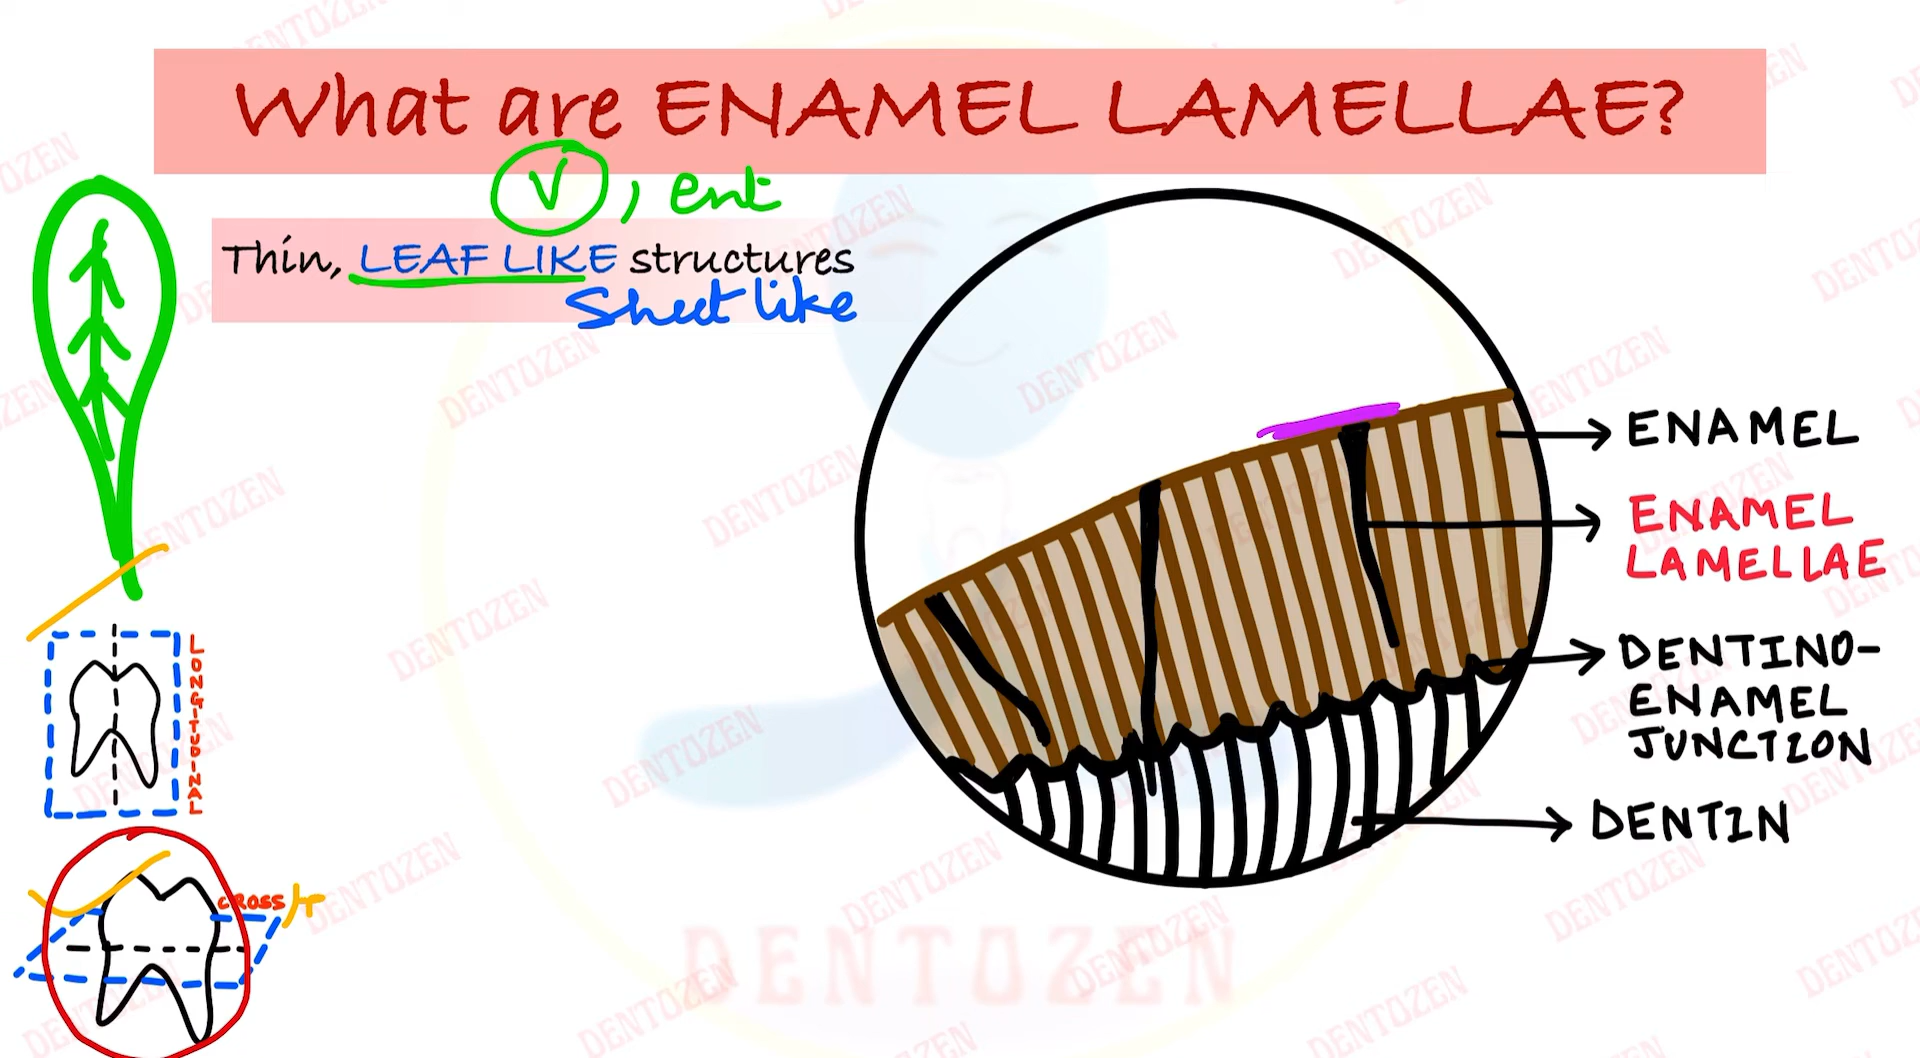 What are ENAMEL LAMELLAE?
√, ent
Thin, LEAF LIKE structures
Sheet like
ENAMEL
ENAMEL
LAMELLAE
DENTINO-
ENAMEL
JUNCTION
DENTIN
LONGITUDINAL
CROSS/T
DENTOZEN